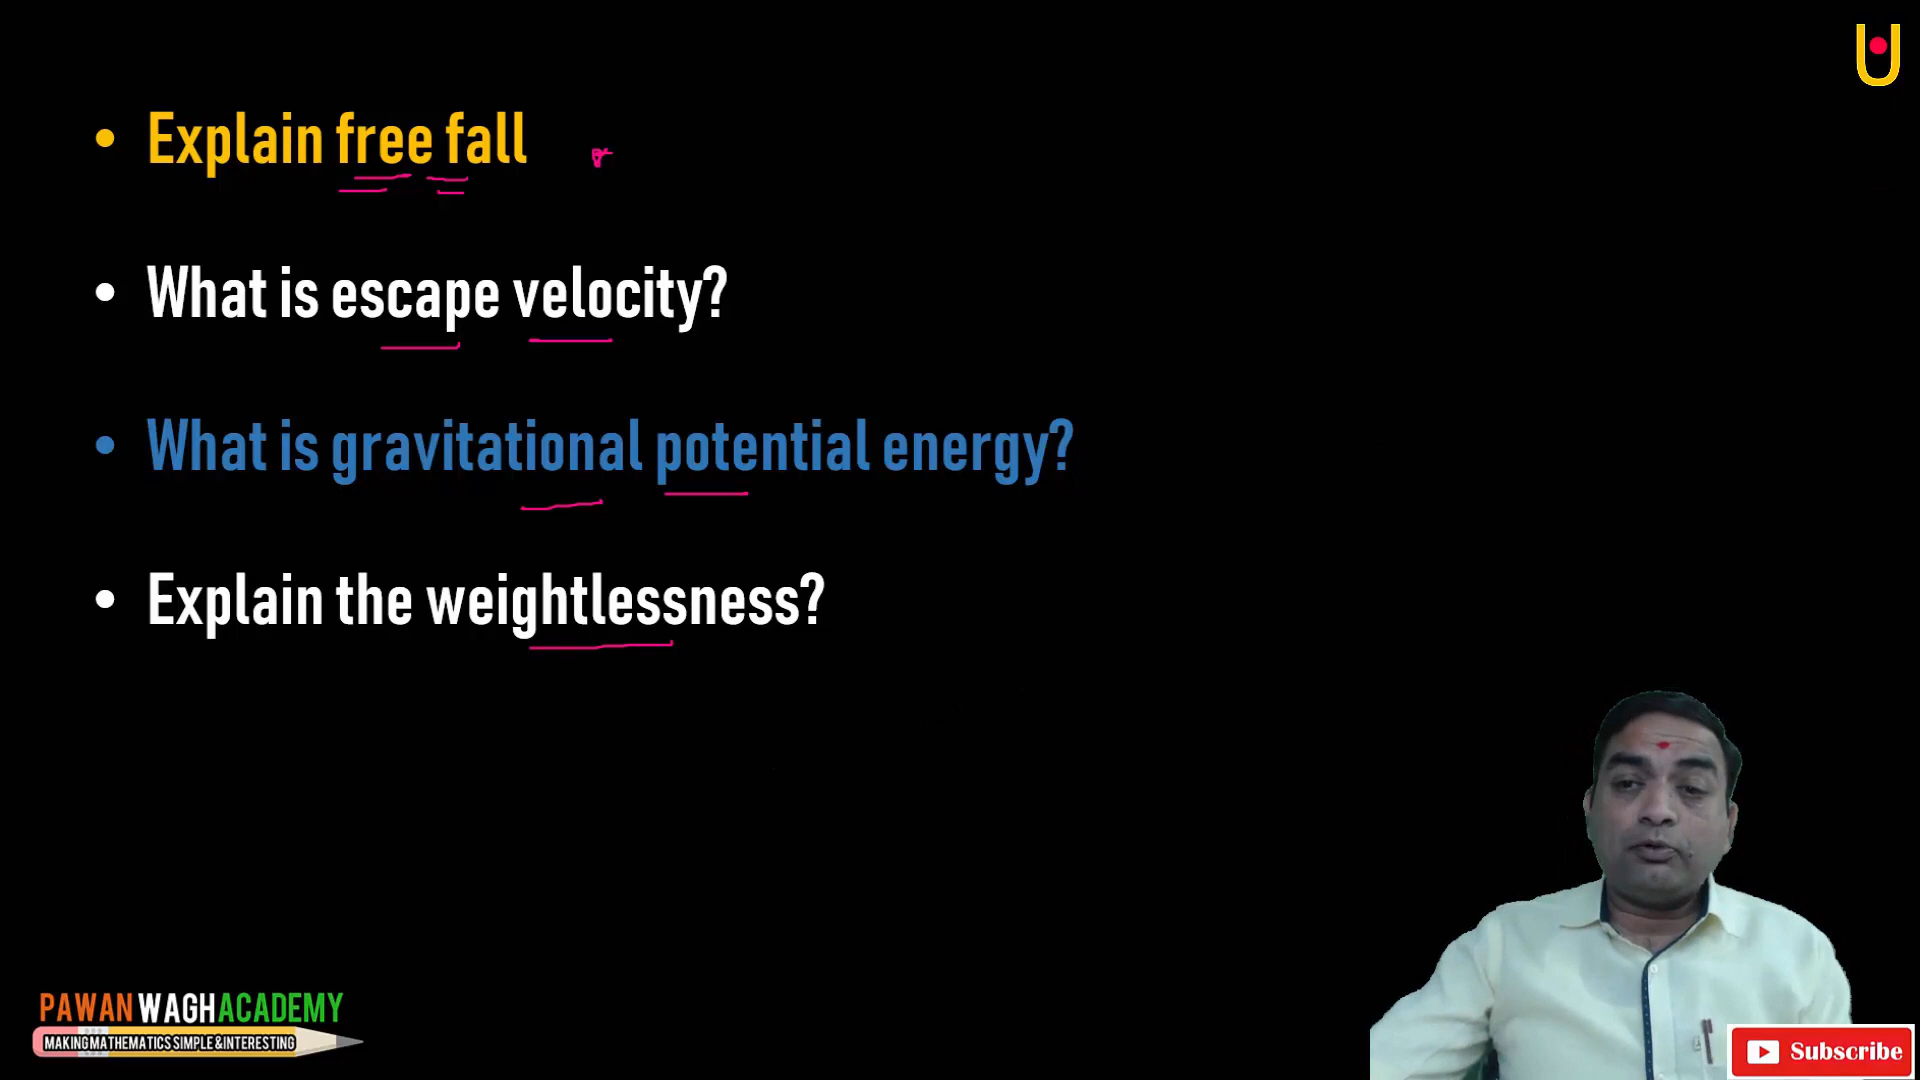 • Explain free fall
• What is escape velocity?
• What is gravitational potential energy?
• Explain the weightlessness?
PAWAN WAGH ACADEMY
MAKING MATHEMATICS SIMPLE & INTERESTING
Subscribe